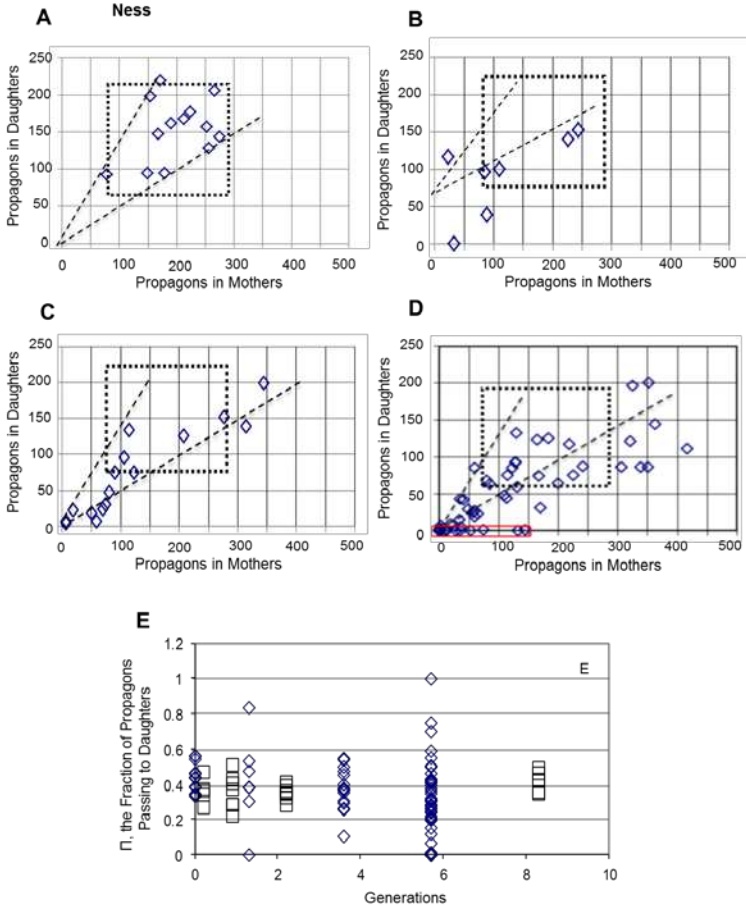 Ness
A
B
250
200
150
100
50
0
0 100 200 300 400 500
Propagons in Daughters
Propagons in Mothers
250
200
150
100
50
0
0 100 200 300 400 500
Propagons in Daughters
Propagons in Mothers
C
D
250
200
150
100
50
0
0 100 200 300 400 500
Propagons in Daughters
Propagons in Mothers
250
200
150
100
50
0
0 100 200 300 400 500
Propagons in Daughters
Propagons in Mothers
E
1.2
1
0.8
0.6
0.4
0.2
0
0 2 4 6 8 10
E
Π, the Fraction of Propagons
Passing to Daughters
Generations